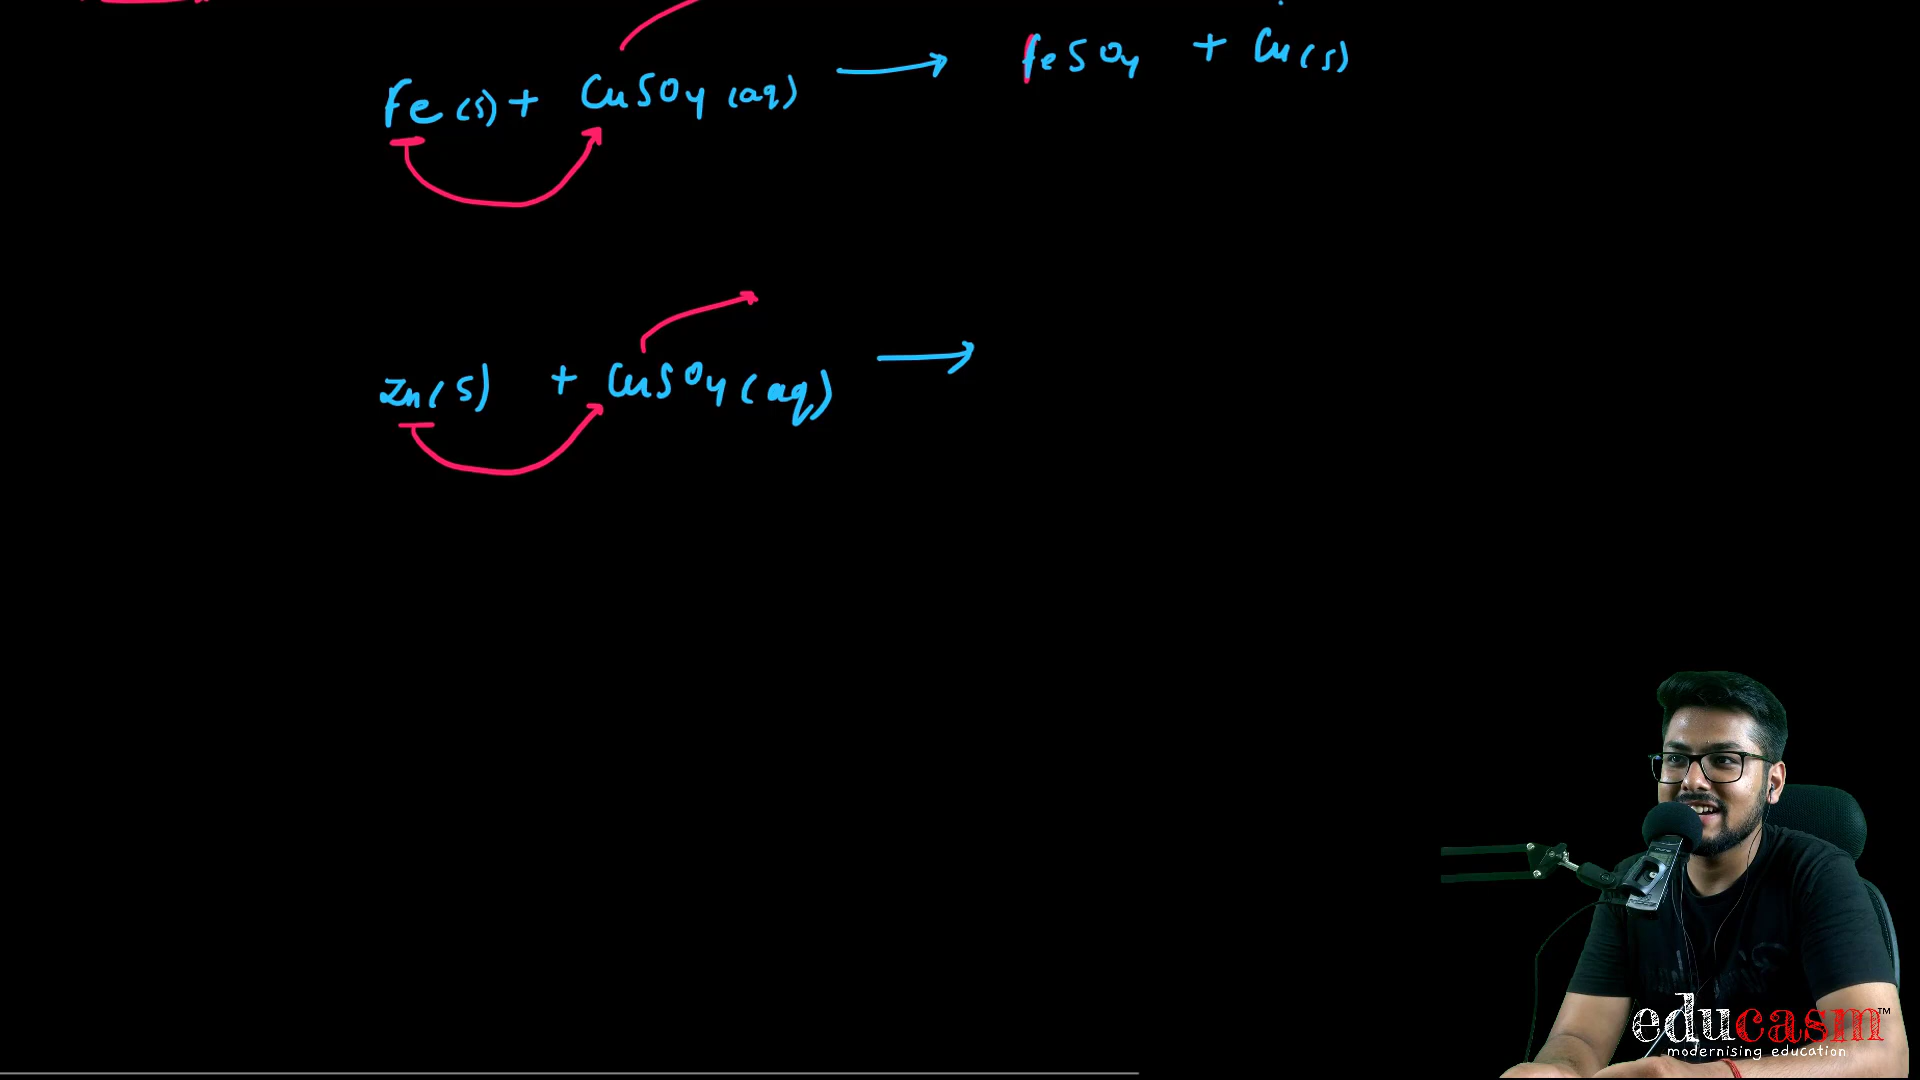 Fe(s) + CuSO4(aq) → FeSO4 + Cu(s)
Zn(s) + CuSO4(aq) →
educasm™
modernising education